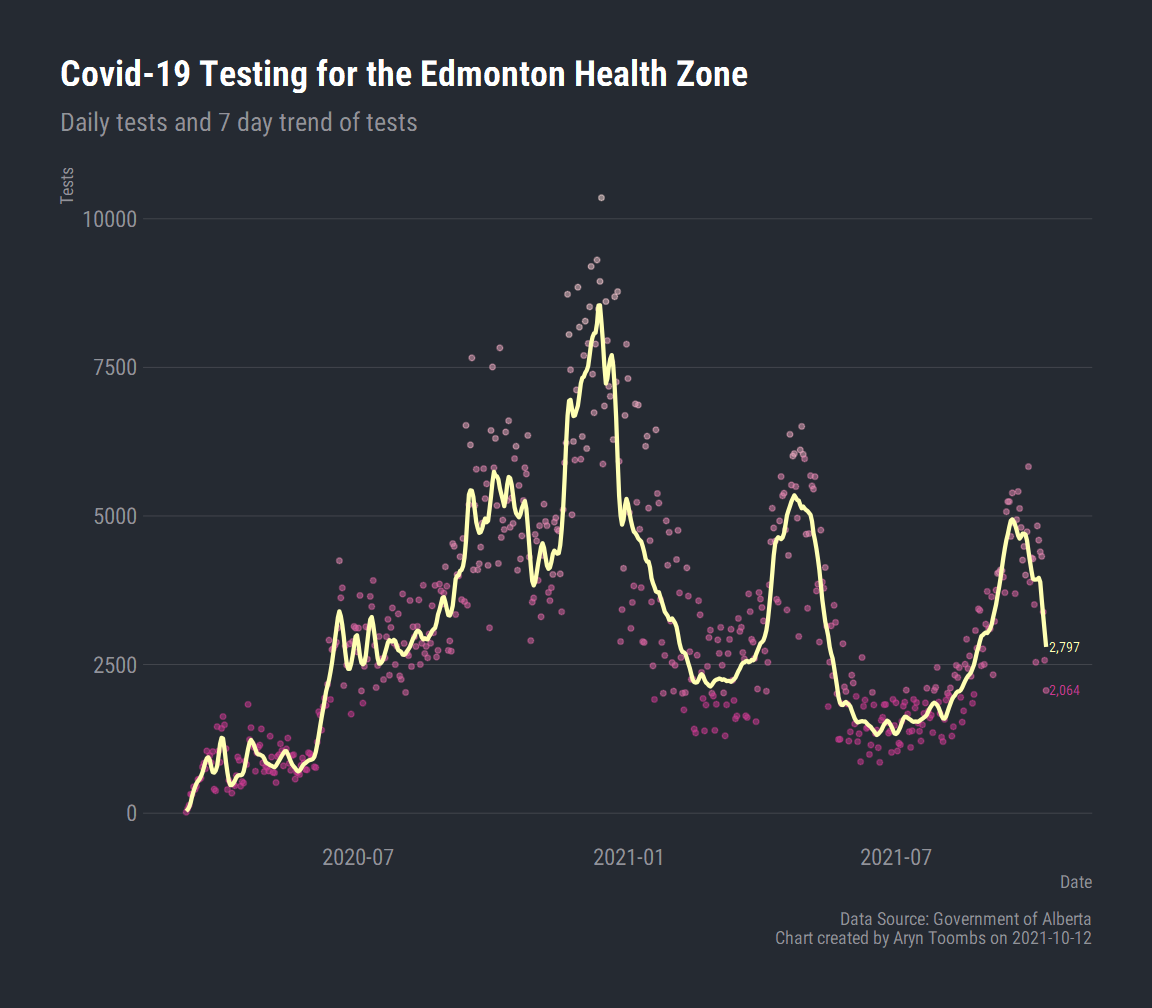 Covid-19 Testing for the Edmonton Health Zone
Daily tests and 7 day trend of tests
Tests
10000
7500
5000
2500
0
2,797
2,064
2020-07
2021-01
2021-07
Date
Data Source: Government of Alberta
Chart created by Aryn Toombs on 2021-10-12